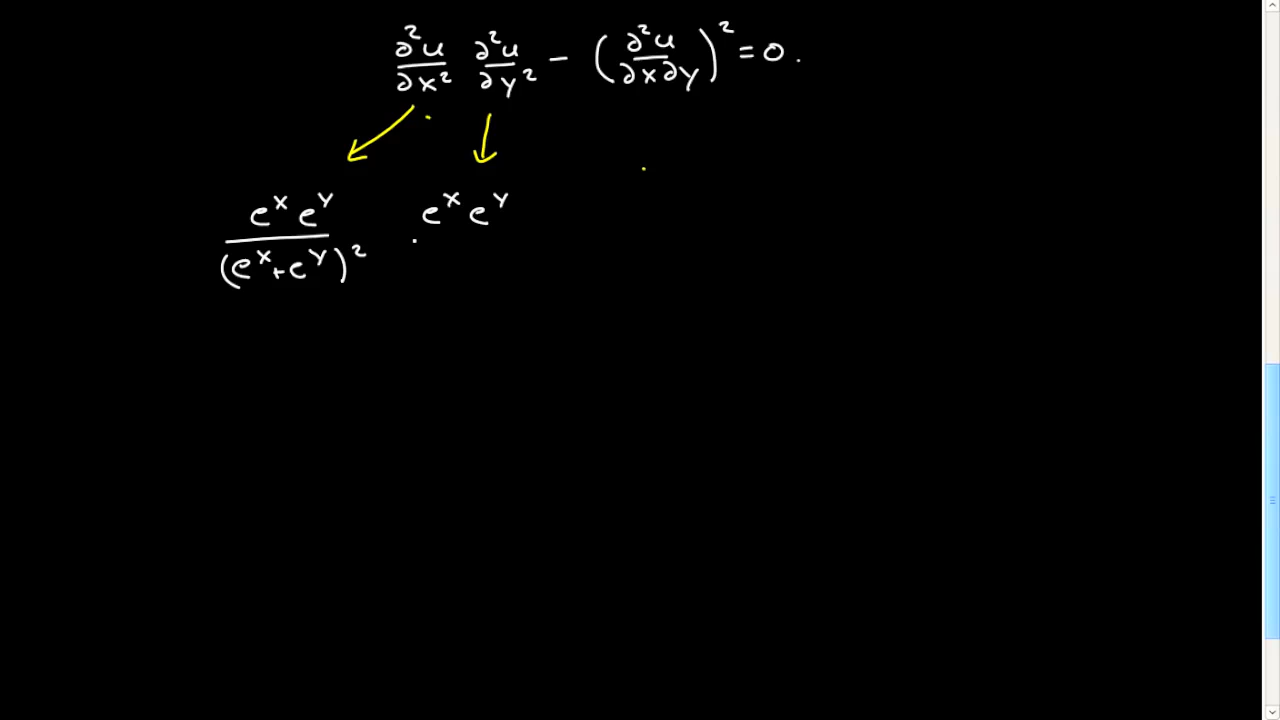 ∂²u/∂x² ∂²u/∂y² − (∂²u/∂x∂y)² = 0.
e^x e^y/(e^x+e^y)² · e^x e^y